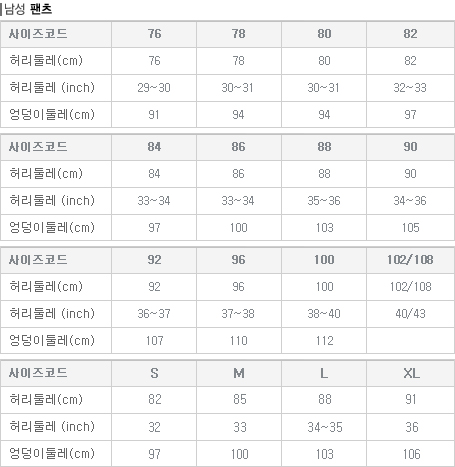 남성 팬츠
사이즈코드 76 78 80 82
허리둘레(cm) 76 78 80 82
허리둘레 (inch) 29~30 30~31 30~31 32~33
엉덩이둘레(cm) 91 94 94 97
사이즈코드 84 86 88 90
허리둘레(cm) 84 86 88 90
허리둘레 (inch) 33~34 33~34 35~36 34~36
엉덩이둘레(cm) 97 100 103 105
사이즈코드 92 96 100 102/108
허리둘레(cm) 92 96 100 102/108
허리둘레 (inch) 36~37 37~38 38~40 40/43
엉덩이둘레(cm) 107 110 112
사이즈코드 S M L XL
허리둘레(cm) 82 85 88 91
허리둘레 (inch) 32 33 34~35 36
엉덩이둘레(cm) 97 100 103 106